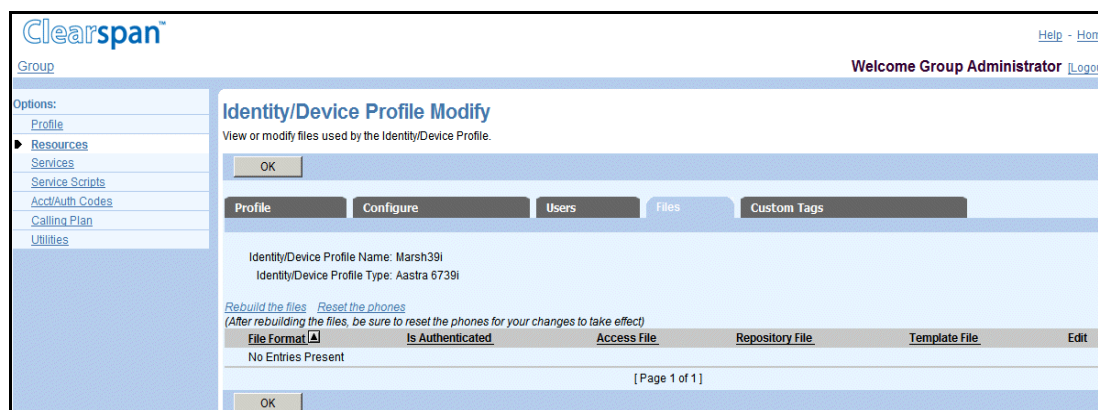 Clearspan™
Help - Hom
Group
Welcome Group Administrator [Logou
Options:
Profile
Resources
Services
Service Scripts
Acct/Auth Codes
Calling Plan
Utilities
Identity/Device Profile Modify
View or modify files used by the Identity/Device Profile.
OK
Profile Configure Users Files Custom Tags
Identity/Device Profile Name: Marsh39i
Identity/Device Profile Type: Aastra 6739i
Rebuild the files Reset the phones
(After rebuilding the files, be sure to reset the phones for your changes to take effect)
File Format Is Authenticated Access File Repository File Template File Edit
No Entries Present
[ Page 1 of 1 ]
OK